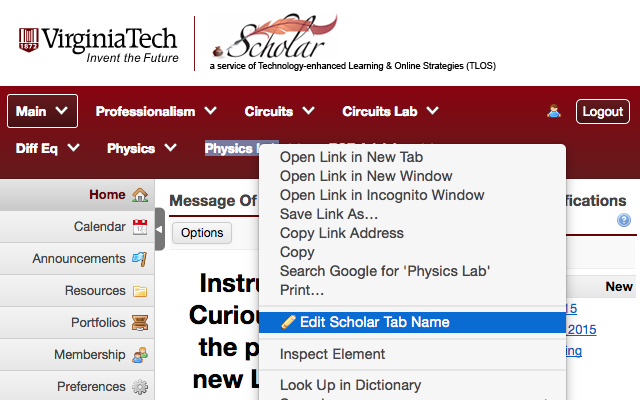 VirginiaTech
1872
Invent the Future
Scholar
a service of Technology-enhanced Learning & Online Strategies (TLOS)
Main Professionalism Circuits Circuits Lab Logout
Diff Eq Physics Physics Lab
Home
Calendar
Announcements
Resources
Portfolios
Membership
Preferences
Message Of
Options
Instru
Curiou
the p
new L
Open Link in New Tab
Open Link in New Window
Open Link in Incognito Window
Save Link As...
Copy Link Address
Copy
Search Google for 'Physics Lab'
Print...
Edit Scholar Tab Name
Inspect Element
Look Up in Dictionary
ifications
?
New
15
2015
ing